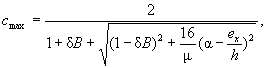 c_max = 2 / (1 + δB + √((1 − δB)² + 16/μ (α − e_x/h)²)),